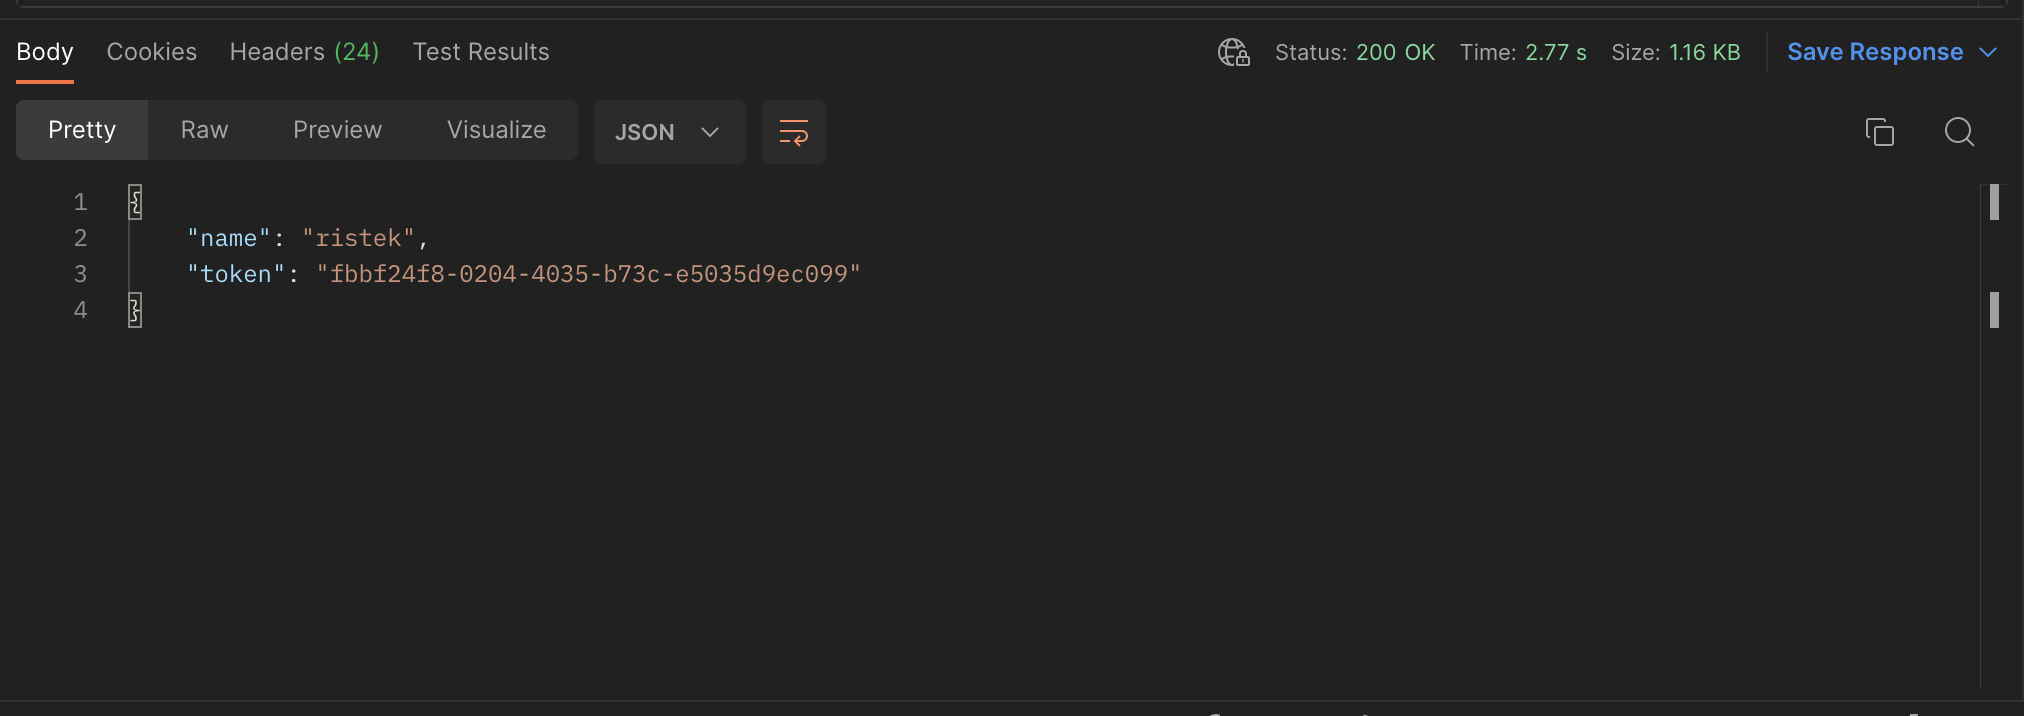 Body Cookies Headers (24) Test Results Status: 200 OK Time: 2.77 s Size: 1.16 KB Save Response
Pretty Raw Preview Visualize JSON
1 {
2 "name": "ristek",
3 "token": "fbbf24f8-0204-4035-b73c-e5035d9ec099"
4 }